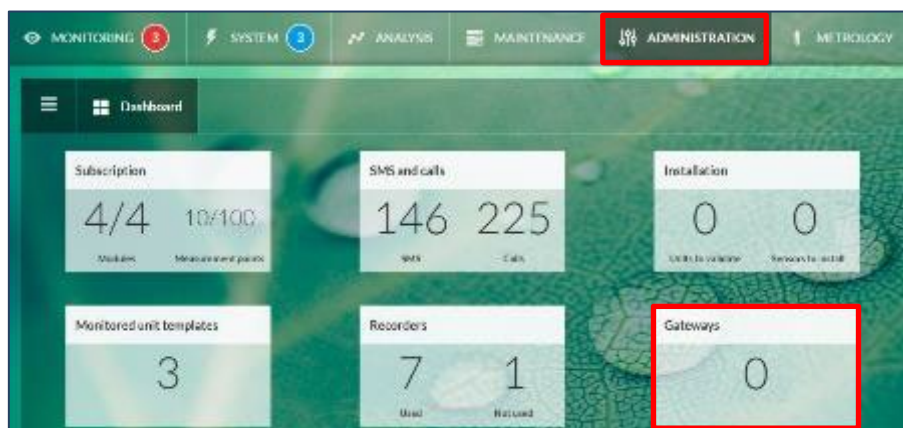 MONITORING 3 SYSTEM 3 ANALYSIS MAINTENANCE ADMINISTRATION METROLOGY
Dashboard
Subscription SMS and calls Installation
4/4 10/100 146 225 0 0
Modules Measurement points SMS Calls Units to validate Sensors to install
Monitored unit templates Recorders Gateways
3 7 1 0
Used Not used